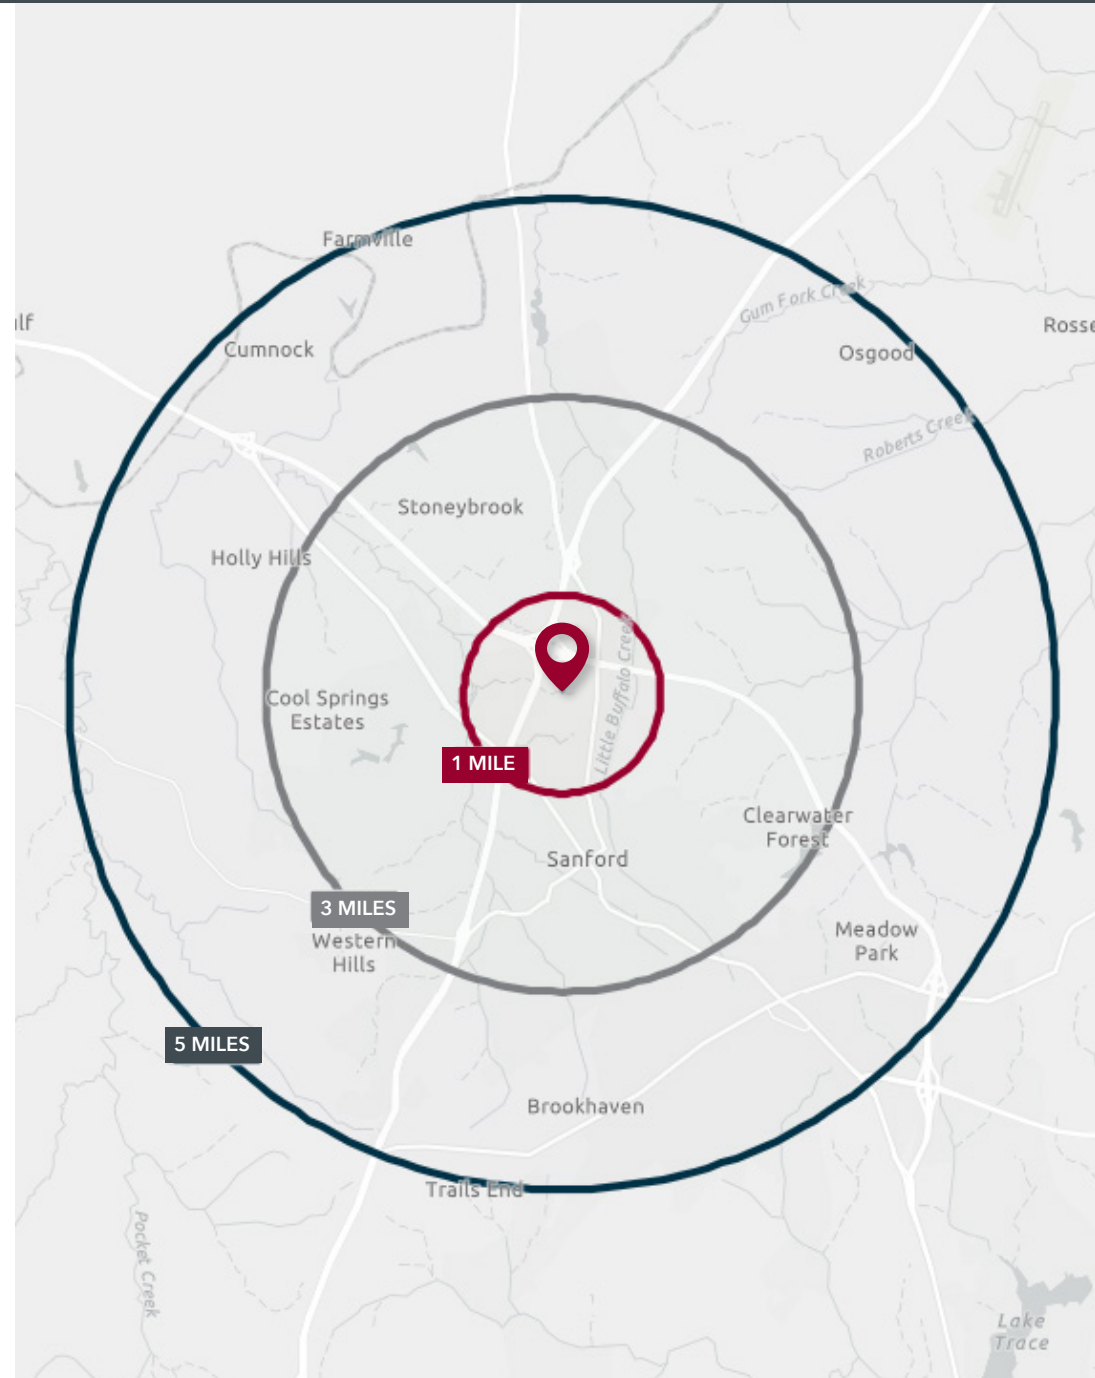 Farmville
Gum Fork Creek
lf
Rosse
Cumnock
Osgood
Roberts Creek
Stoneybrook
Holly Hills
Little Buffalo Creek
Cool Springs
Estates
1 MILE
Clearwater
Forest
Sanford
3 MILES
Western
Hills
Meadow
Park
5 MILES
Brookhaven
Trails End
Pocket Creek
Lake
Trace